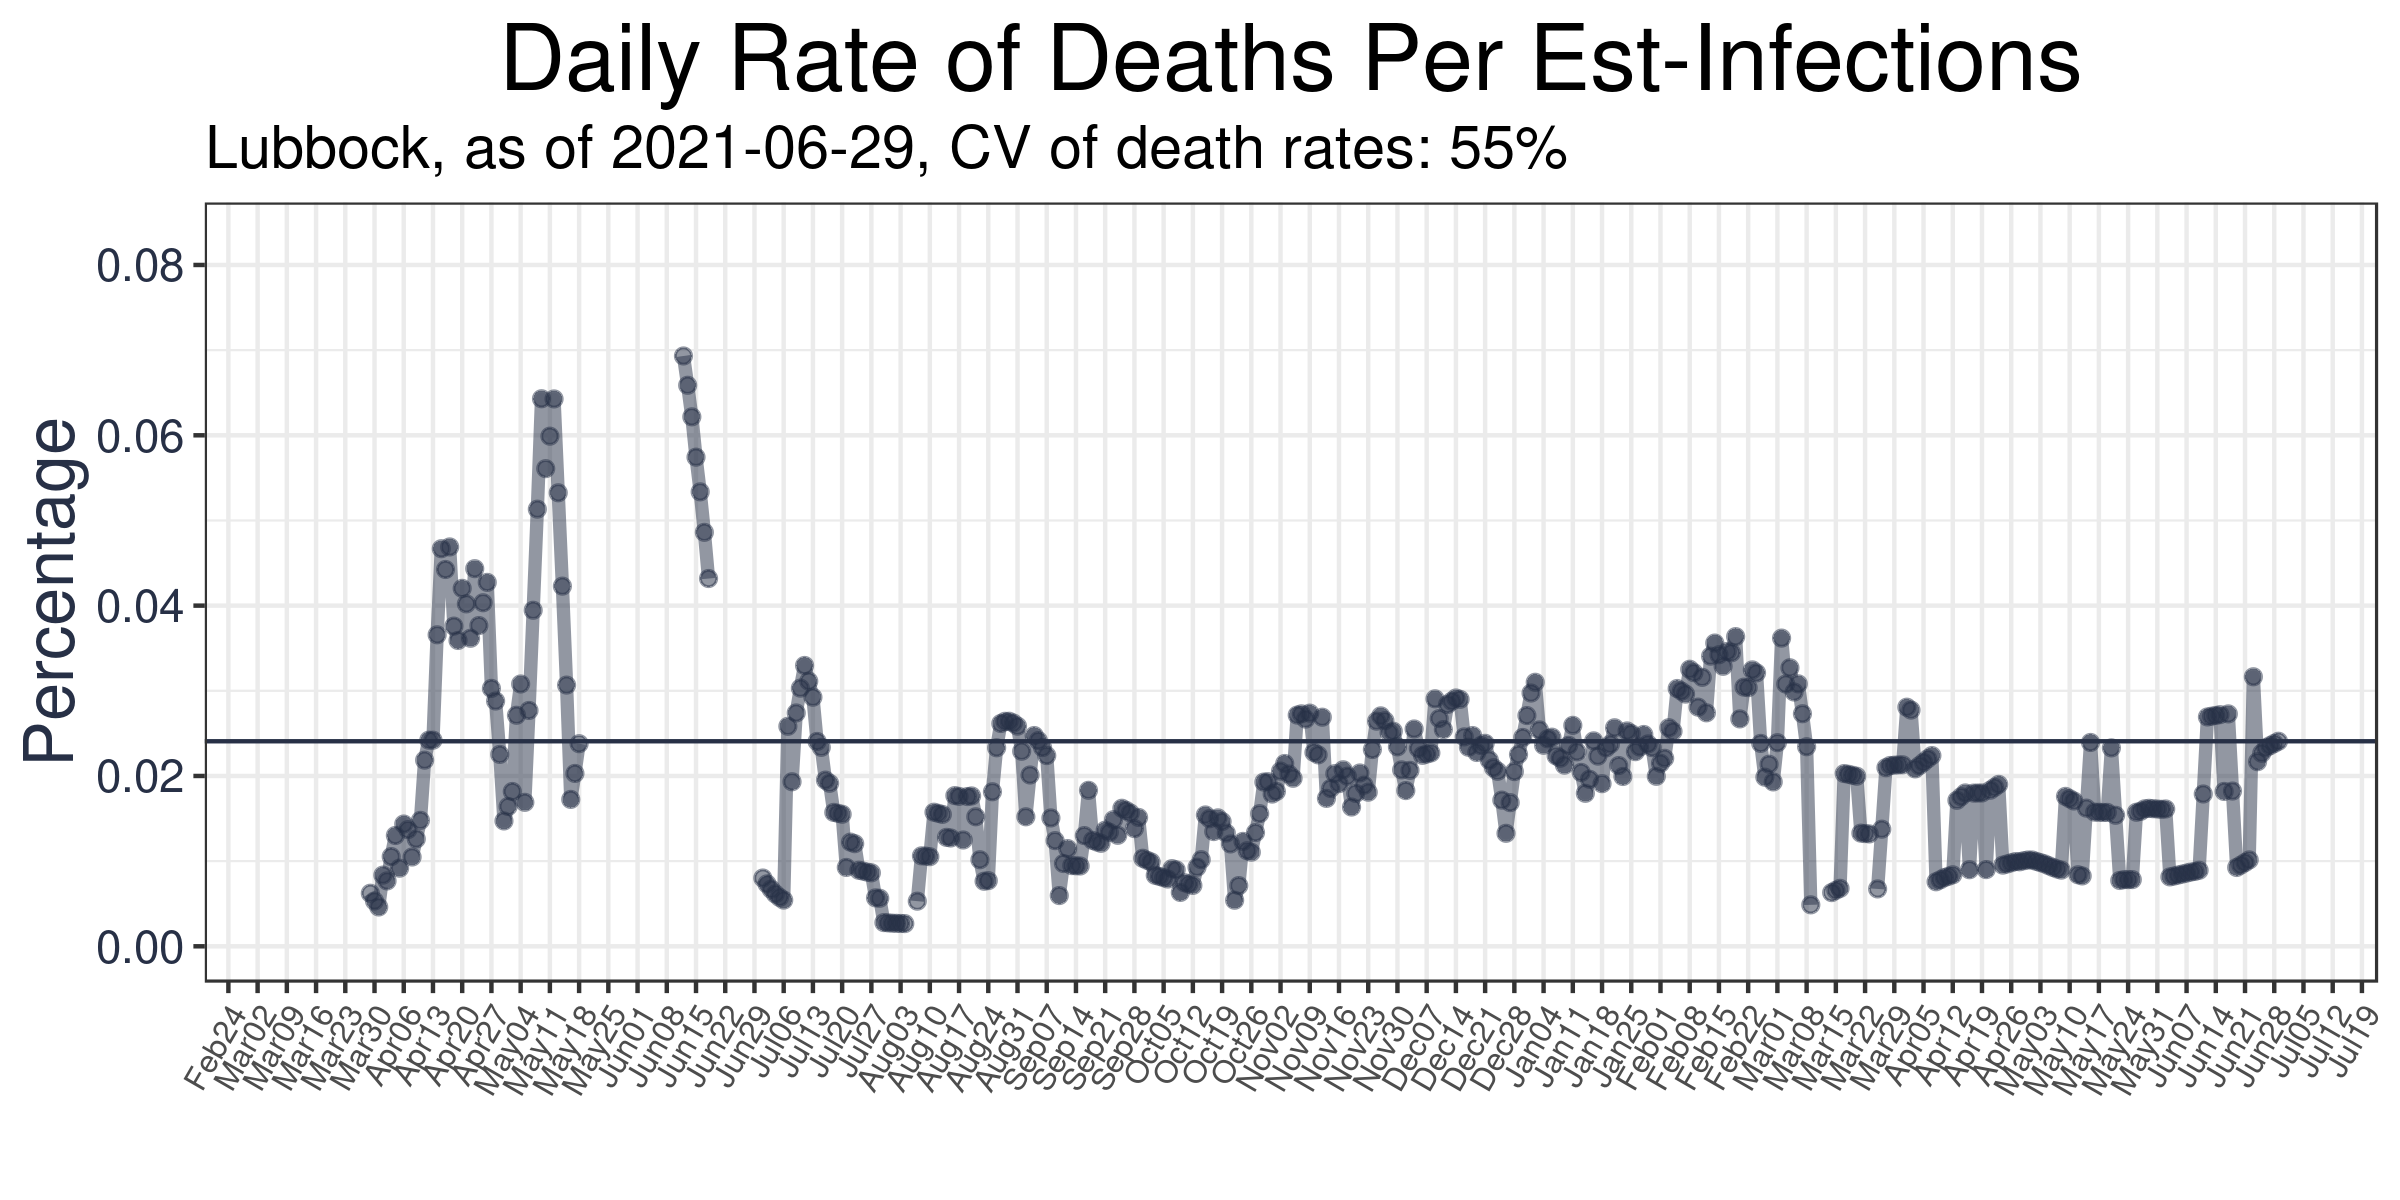 Daily Rate of Deaths Per Est-Infections
Lubbock, as of 2021-06-29, CV of death rates: 55%
Percentage
0.08
0.06
0.04
0.02
0.00
Feb24
Mar02
Mar09
Mar16
Mar23
Mar30
Apr06
Apr13
Apr20
Apr27
May04
May11
May18
May25
Jun01
Jun08
Jun15
Jun22
Jun29
Jul06
Jul13
Jul20
Jul27
Aug03
Aug10
Aug17
Aug24
Aug31
Sep07
Sep14
Sep21
Sep28
Oct05
Oct12
Oct19
Oct26
Nov02
Nov09
Nov16
Nov23
Nov30
Dec07
Dec14
Dec21
Dec28
Jan04
Jan11
Jan18
Jan25
Feb01
Feb08
Feb15
Feb22
Mar01
Mar08
Mar15
Mar22
Mar29
Apr05
Apr12
Apr19
Apr26
May03
May10
May17
May24
May31
Jun07
Jun14
Jun21
Jun28
Jul05
Jul12
Jul19